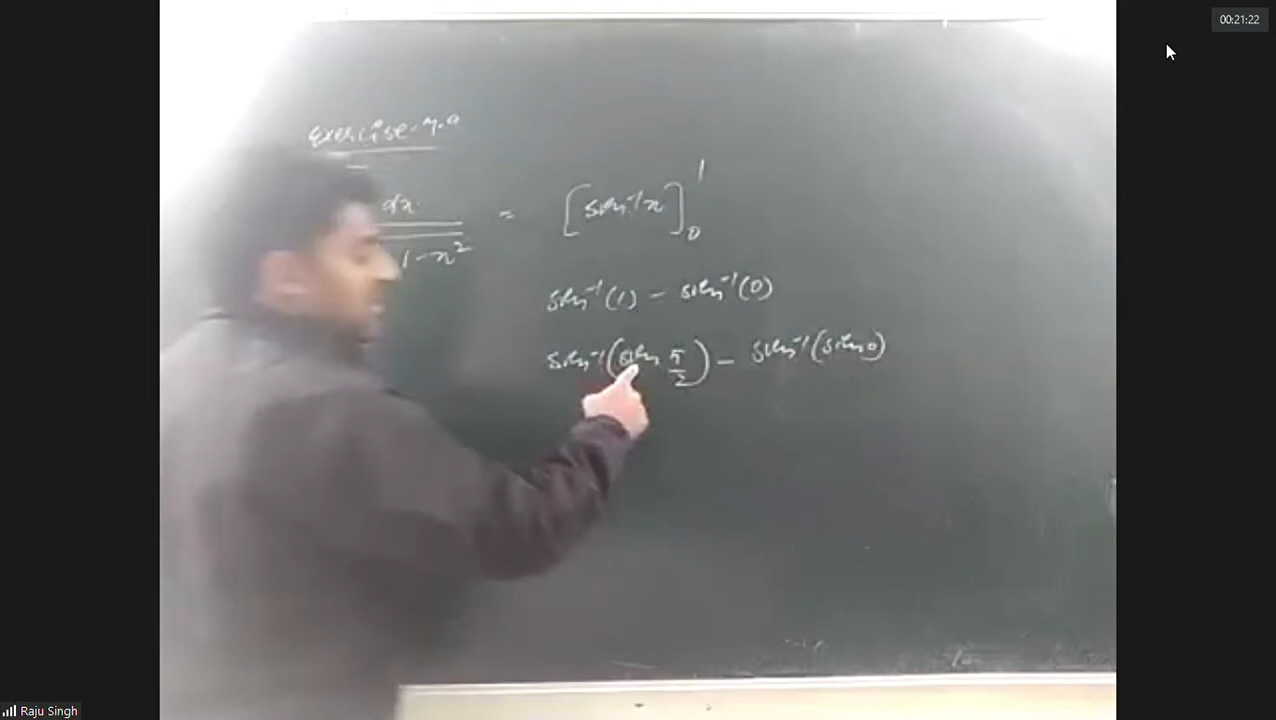 00:21:22
Exercise-7.
dx = [sin⁻¹x]₀¹
1-x²
sin⁻¹(1) - sin⁻¹(0)
sin⁻¹(sin π/2) - sin⁻¹(sin 0)
Raju Singh